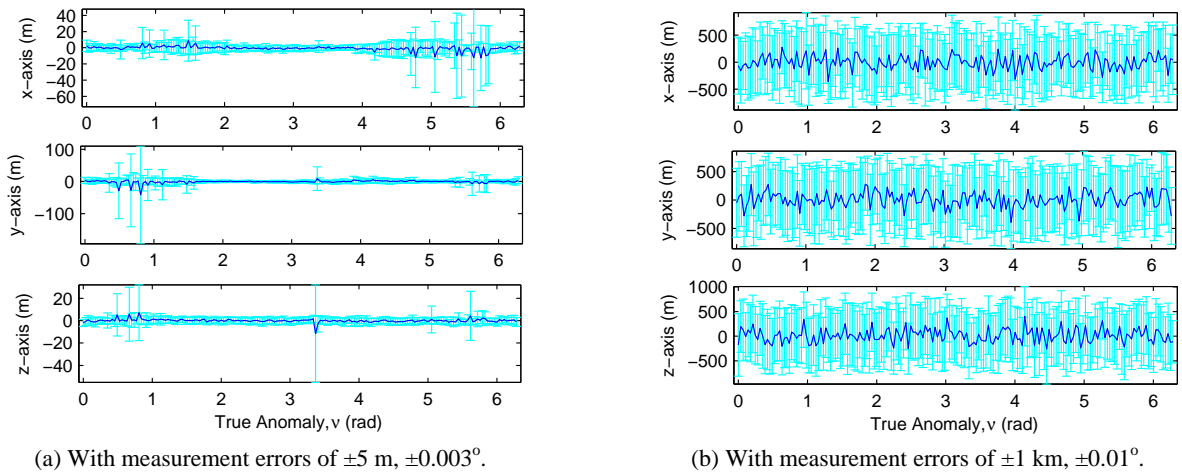 40
20
0
−20
−40
−60
x−axis (m)
0 1 2 3 4 5 6
100
0
−100
y−axis (m)
0 1 2 3 4 5 6
20
0
−20
−40
z−axis (m)
0 1 2 3 4 5 6
True Anomaly, ν (rad)
(a) With measurement errors of ±5 m, ±0.003º.
500
0
−500
x−axis (m)
0 1 2 3 4 5 6
500
0
−500
y−axis (m)
0 1 2 3 4 5 6
1000
500
0
−500
z−axis (m)
0 1 2 3 4 5 6
True Anomaly, ν (rad)
(b) With measurement errors of ±1 km, ±0.01º.